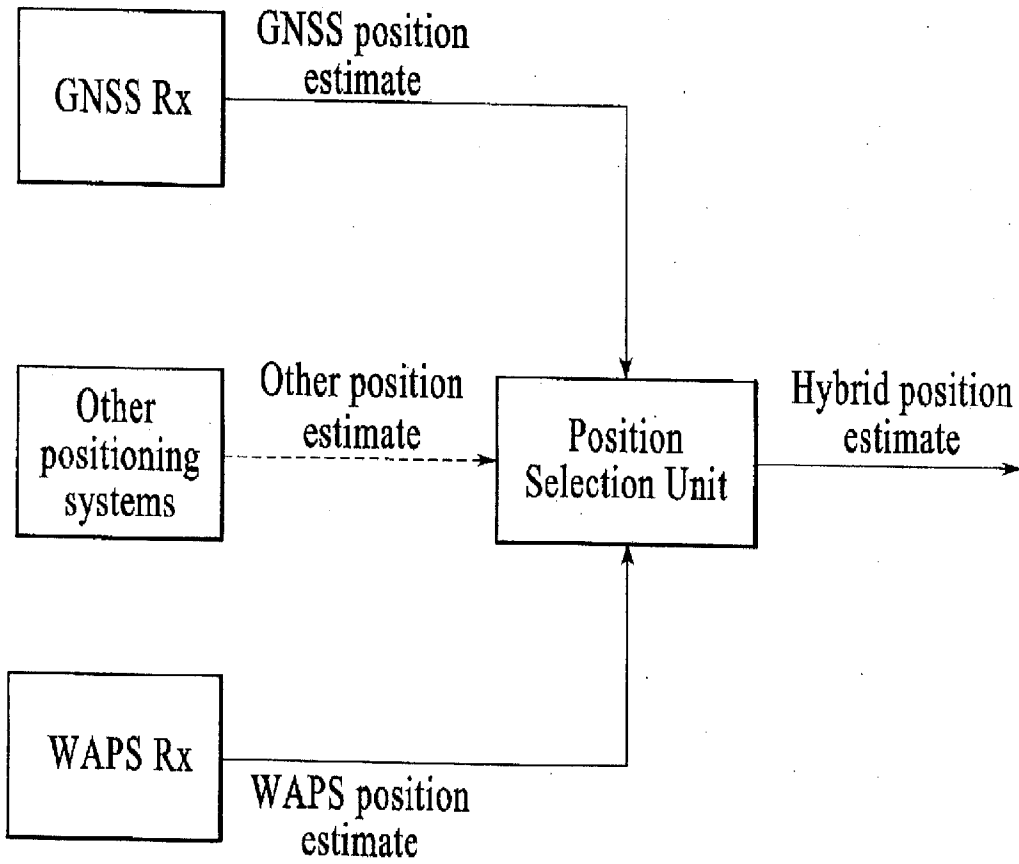 GNSS position
estimate
GNSS Rx
Other
positioning
systems
Other position
estimate
Position
Selection Unit
Hybrid position
estimate
WAPS Rx
WAPS position
estimate